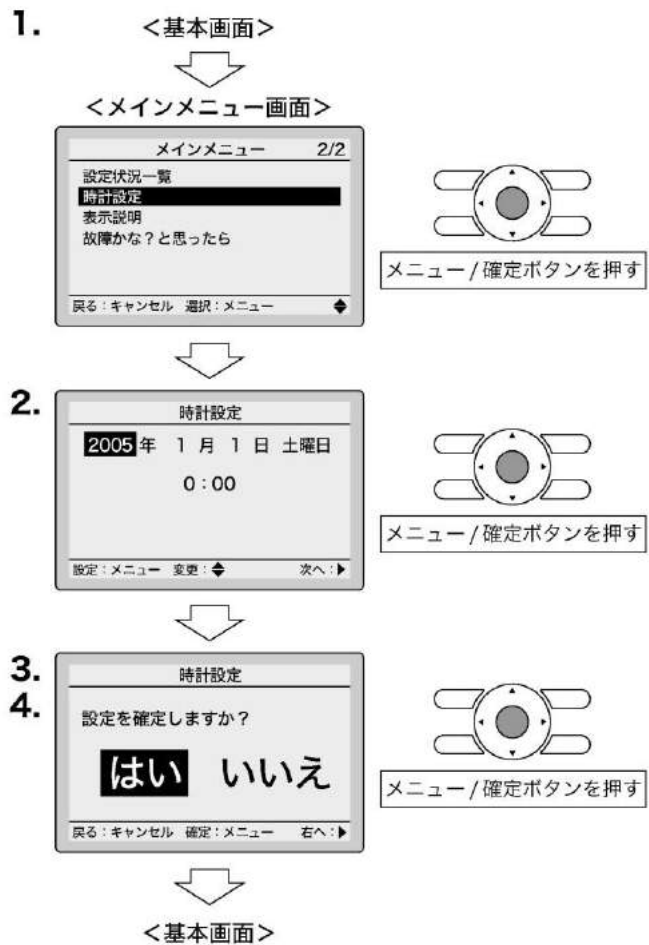 1.
<基本画面>
<メインメニュー画面>
メインメニュー 2/2
設定状況一覧
時計設定
表示説明
故障かな?と思ったら
戻る:キャンセル 選択:メニュー
メニュー/確定ボタンを押す
2.
時計設定
2005年 1月 1日 土曜日
0:00
設定:メニュー 変更: 次へ:
メニュー/確定ボタンを押す
3.
4.
時計設定
設定を確定しますか?
はい いいえ
戻る:キャンセル 確定:メニュー 右へ:
メニュー/確定ボタンを押す
<基本画面>